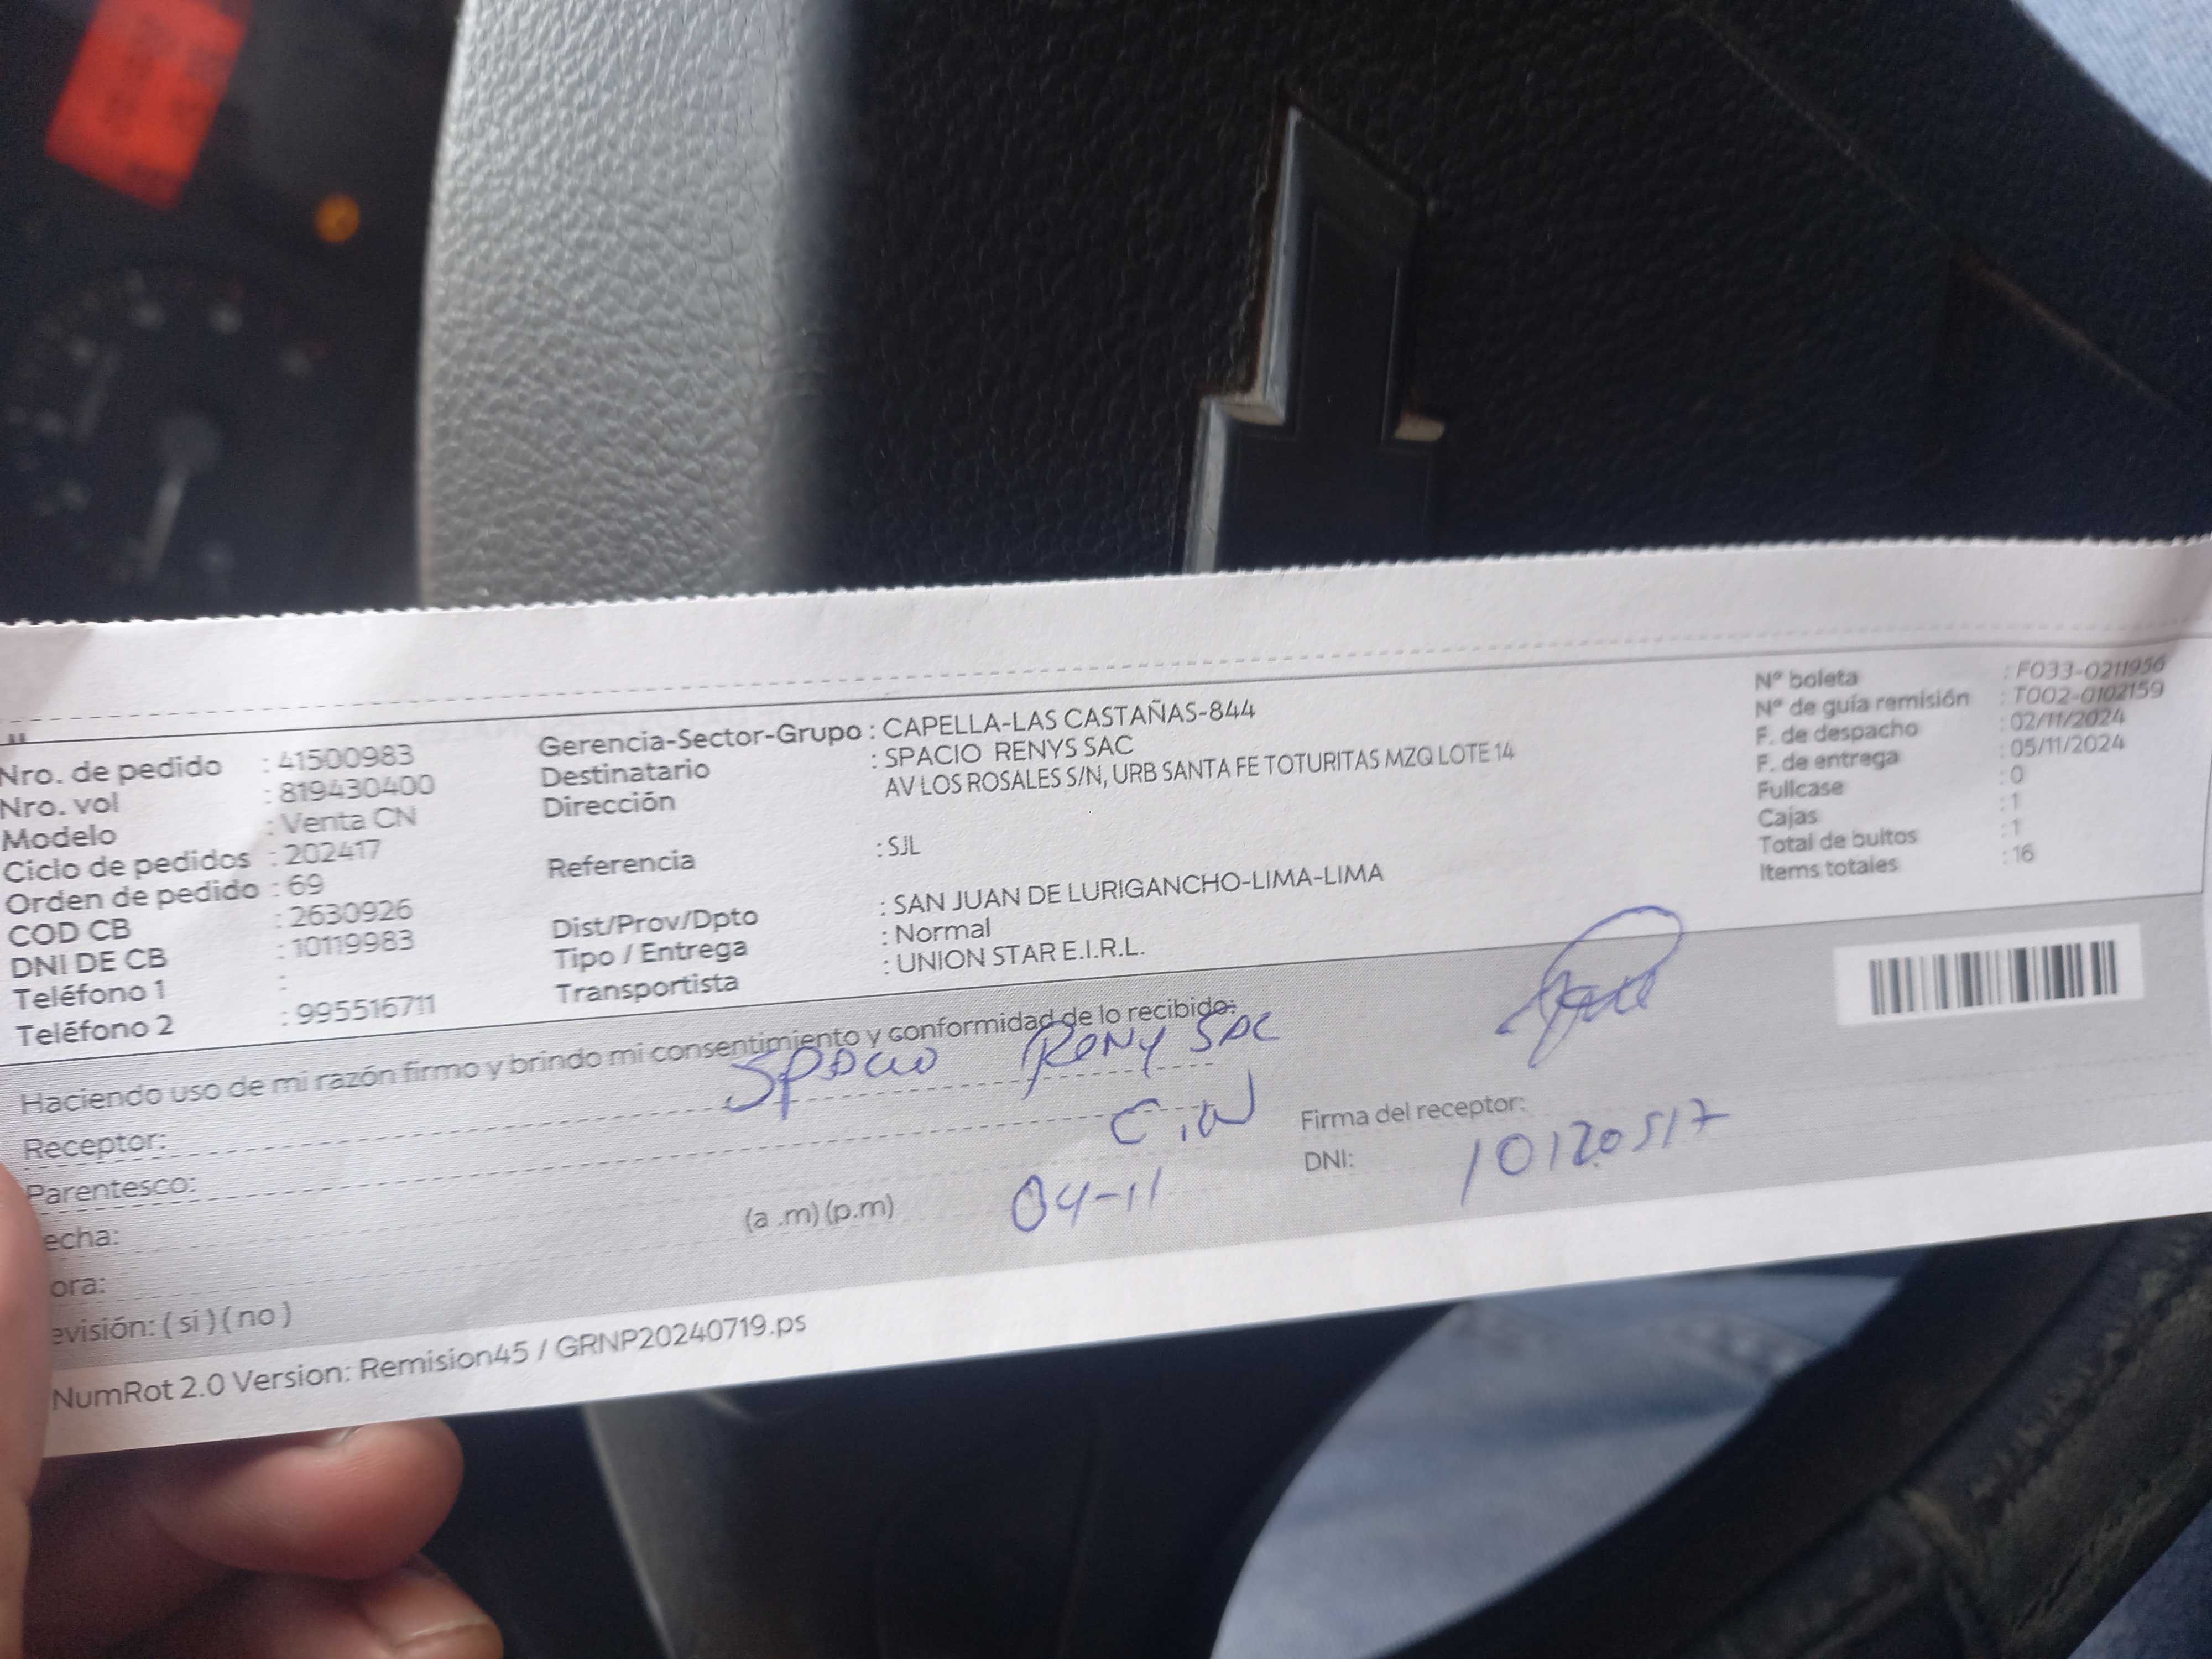 Nro. de pedido : 41500983
Nro. vol : 819430400
Modelo : Venta CN
Ciclo de pedidos : 202417
Orden de pedido : 69
COD CB : 2630926
DNI DE CB : 10119983
Teléfono 1 :
Teléfono 2 : 995516711
Gerencia-Sector-Grupo : CAPELLA-LAS CASTAÑAS-844
Destinatario : SPACIO RENYS SAC
Dirección AV LOS ROSALES S/N, URB SANTA FE TOTURITAS MZQ LOTE 14
Referencia : SJL
Dist/Prov/Dpto : SAN JUAN DE LURIGANCHO-LIMA-LIMA
Tipo / Entrega : Normal
Transportista : UNION STAR E.I.R.L.
Nº boleta : F033-0211956
Nº de guía remisión : T002-0102159
F. de despacho : 02/11/2024
F. de entrega : 05/11/2024
Fullcase : 0
Cajas : 1
Total de bultos : 1
Items totales : 16
Haciendo uso de mi razón firmo y brindo mi consentimiento y conformidad de lo recibido:
Receptor: SPACIO RENY SAC
Parentesco:
echa: 04-11
ora: (a .m) (p.m)
evisión: ( si ) ( no )
Firma del receptor:
DNI: 10120517
NumRot 2.0 Version: Remision45 / GRNP20240719.ps